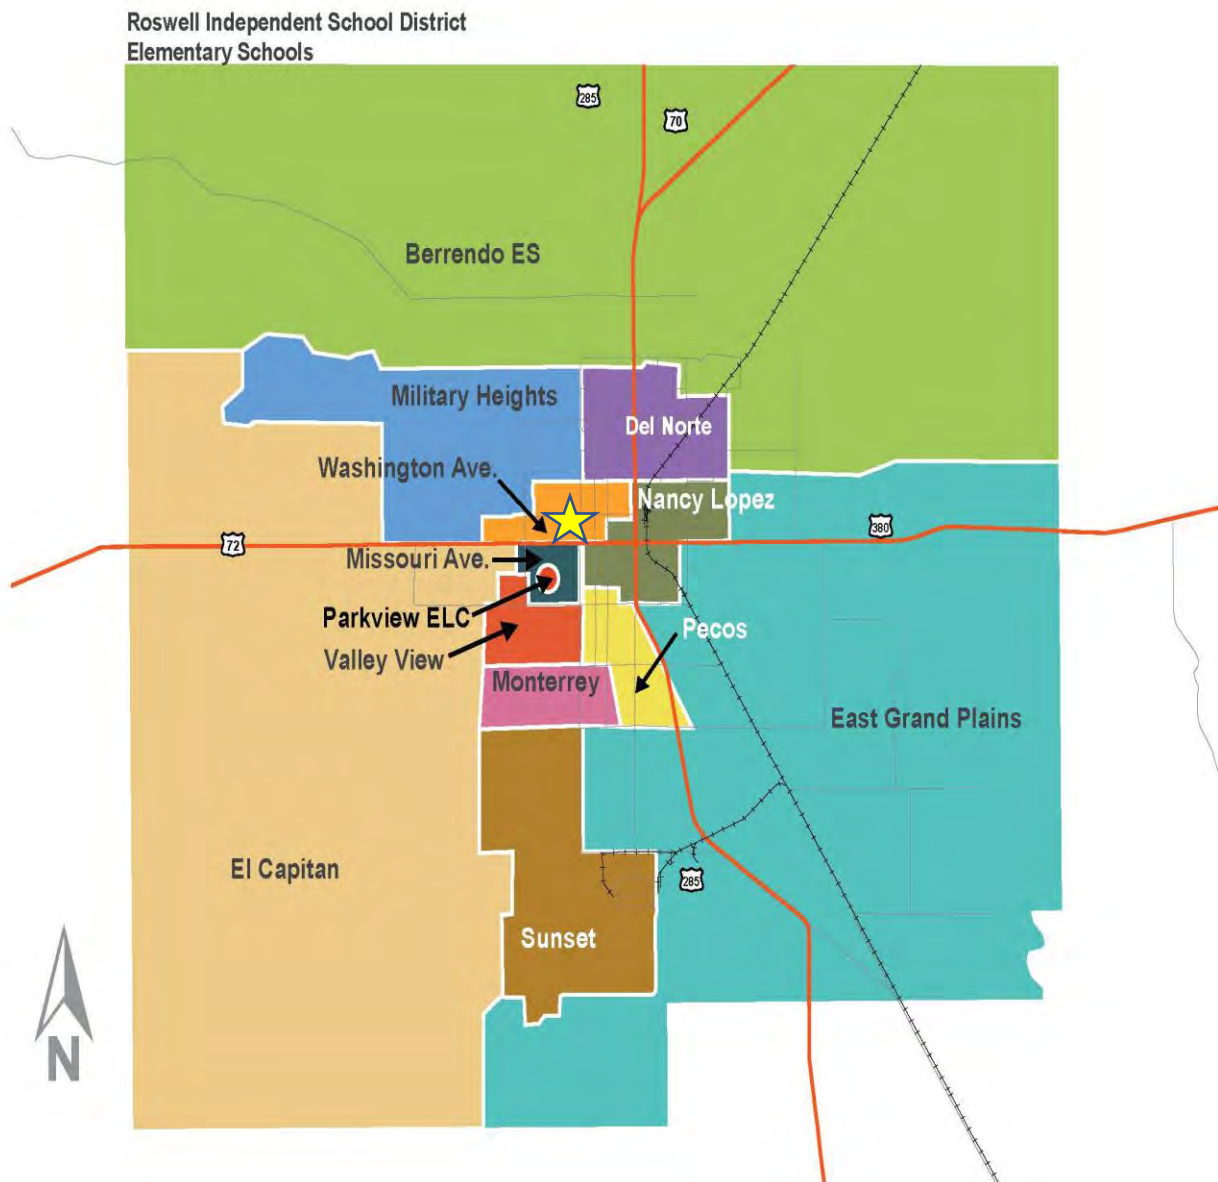 Roswell Independent School District
Elementary Schools
285
70
Berrendo ES
Military Heights
Del Norte
Washington Ave.
Nancy Lopez
380
72
Missouri Ave.
Parkview ELC
Pecos
Valley View
Monterrey
East Grand Plains
El Capitan
285
Sunset
N